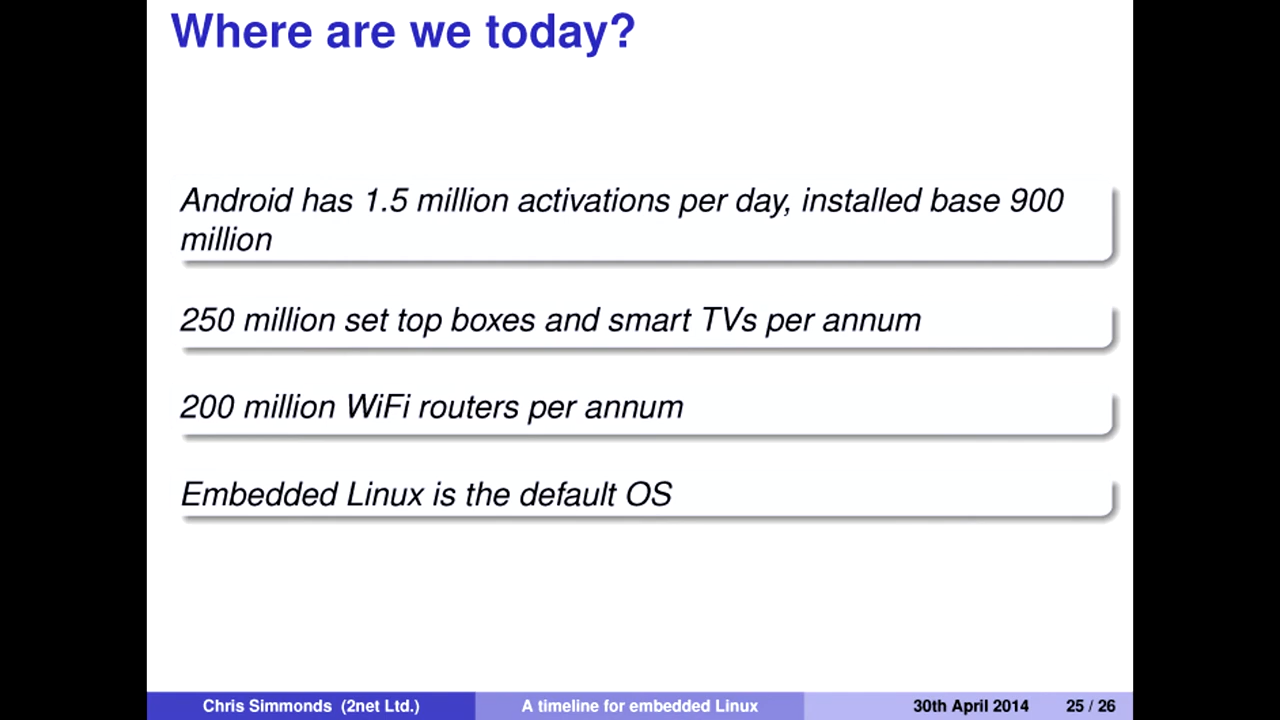 Where are we today?
Android has 1.5 million activations per day, installed base 900
million
250 million set top boxes and smart TVs per annum
200 million WiFi routers per annum
Embedded Linux is the default OS
Chris Simmonds (2net Ltd.) A timeline for embedded Linux 30th April 2014 25 / 26